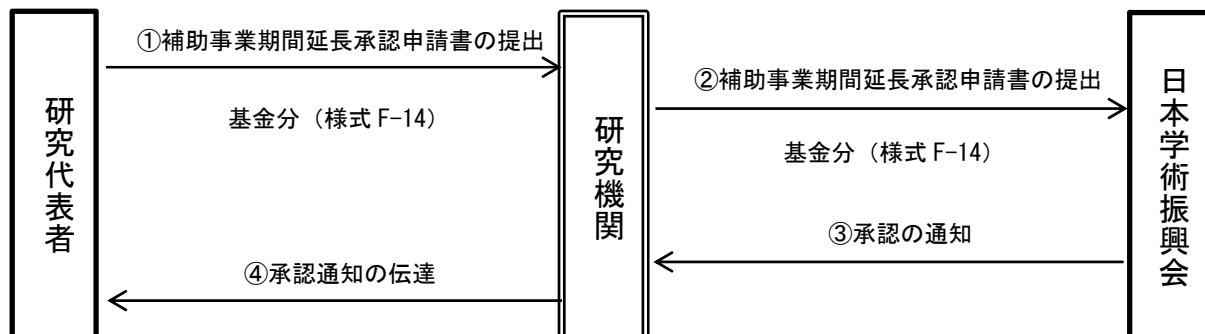 ①補助事業期間延長承認申請書の提出
基金分（様式 F-14）
②補助事業期間延長承認申請書の提出
基金分（様式 F-14）
③承認の通知
④承認通知の伝達
研究代表者
研究機関
日本学術振興会